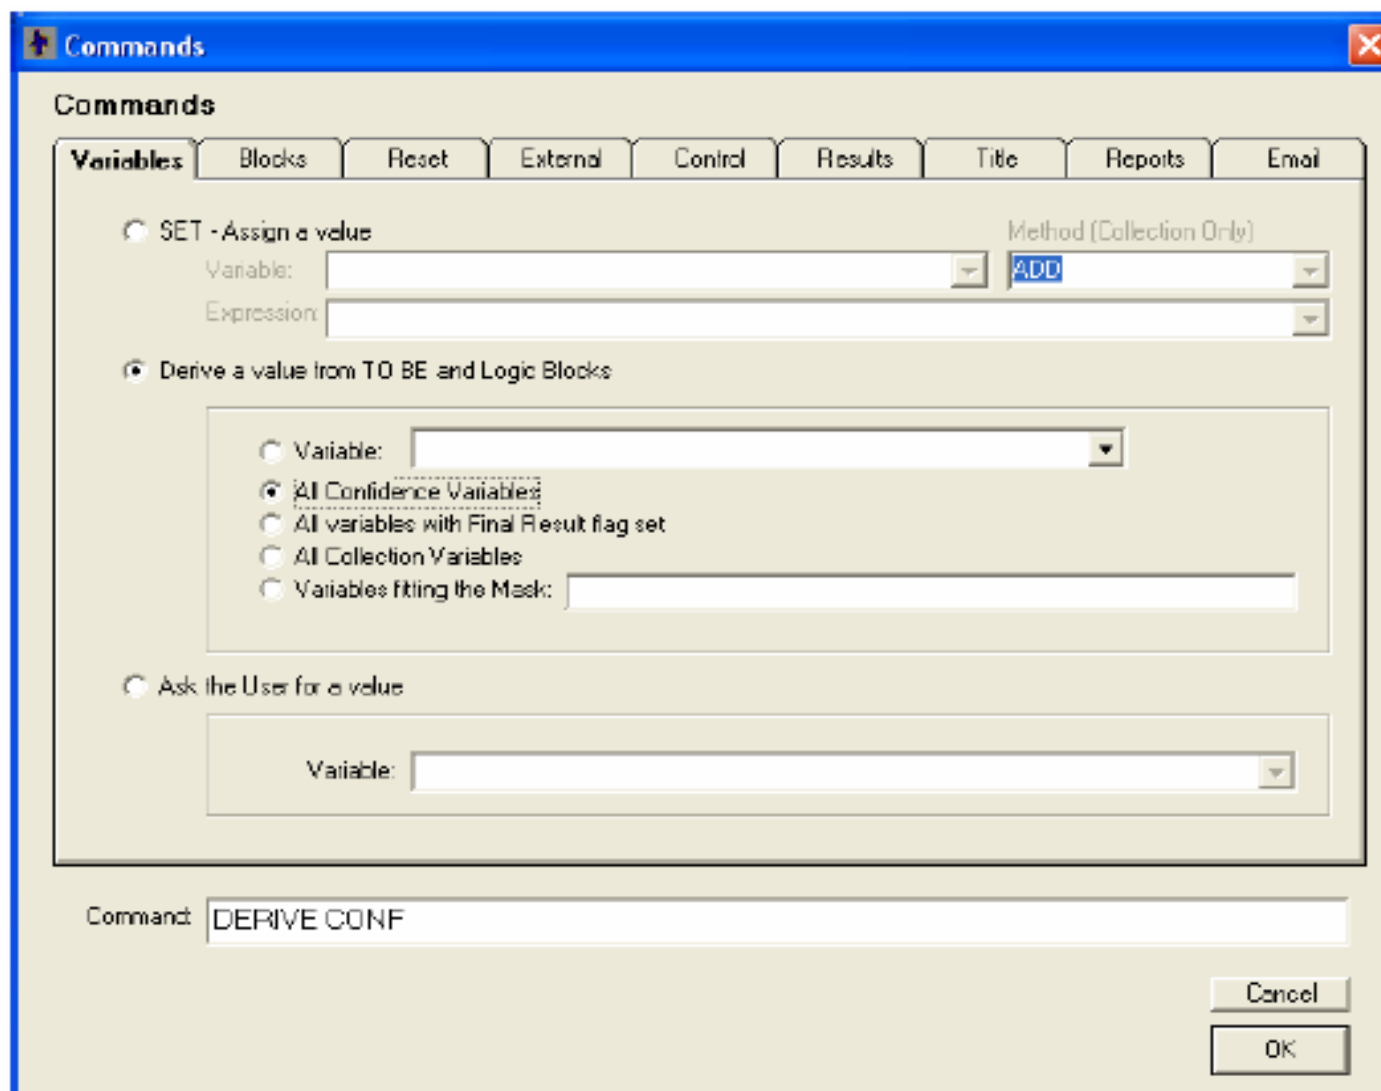 Commands
Commands
Variables Blocks Reset External Control Results Title Reports Email
SET - Assign a value Method (Collection Only)
Variable: ADD
Expression:
Derive a value from TO BE and Logic Blocks
Variable:
All Confidence Variables
All variables with Final Result flag set
All Collection Variables
Variables fitting the Mask:
Ask the User for a value
Variable:
Command: DERIVE CONF
Cancel
OK